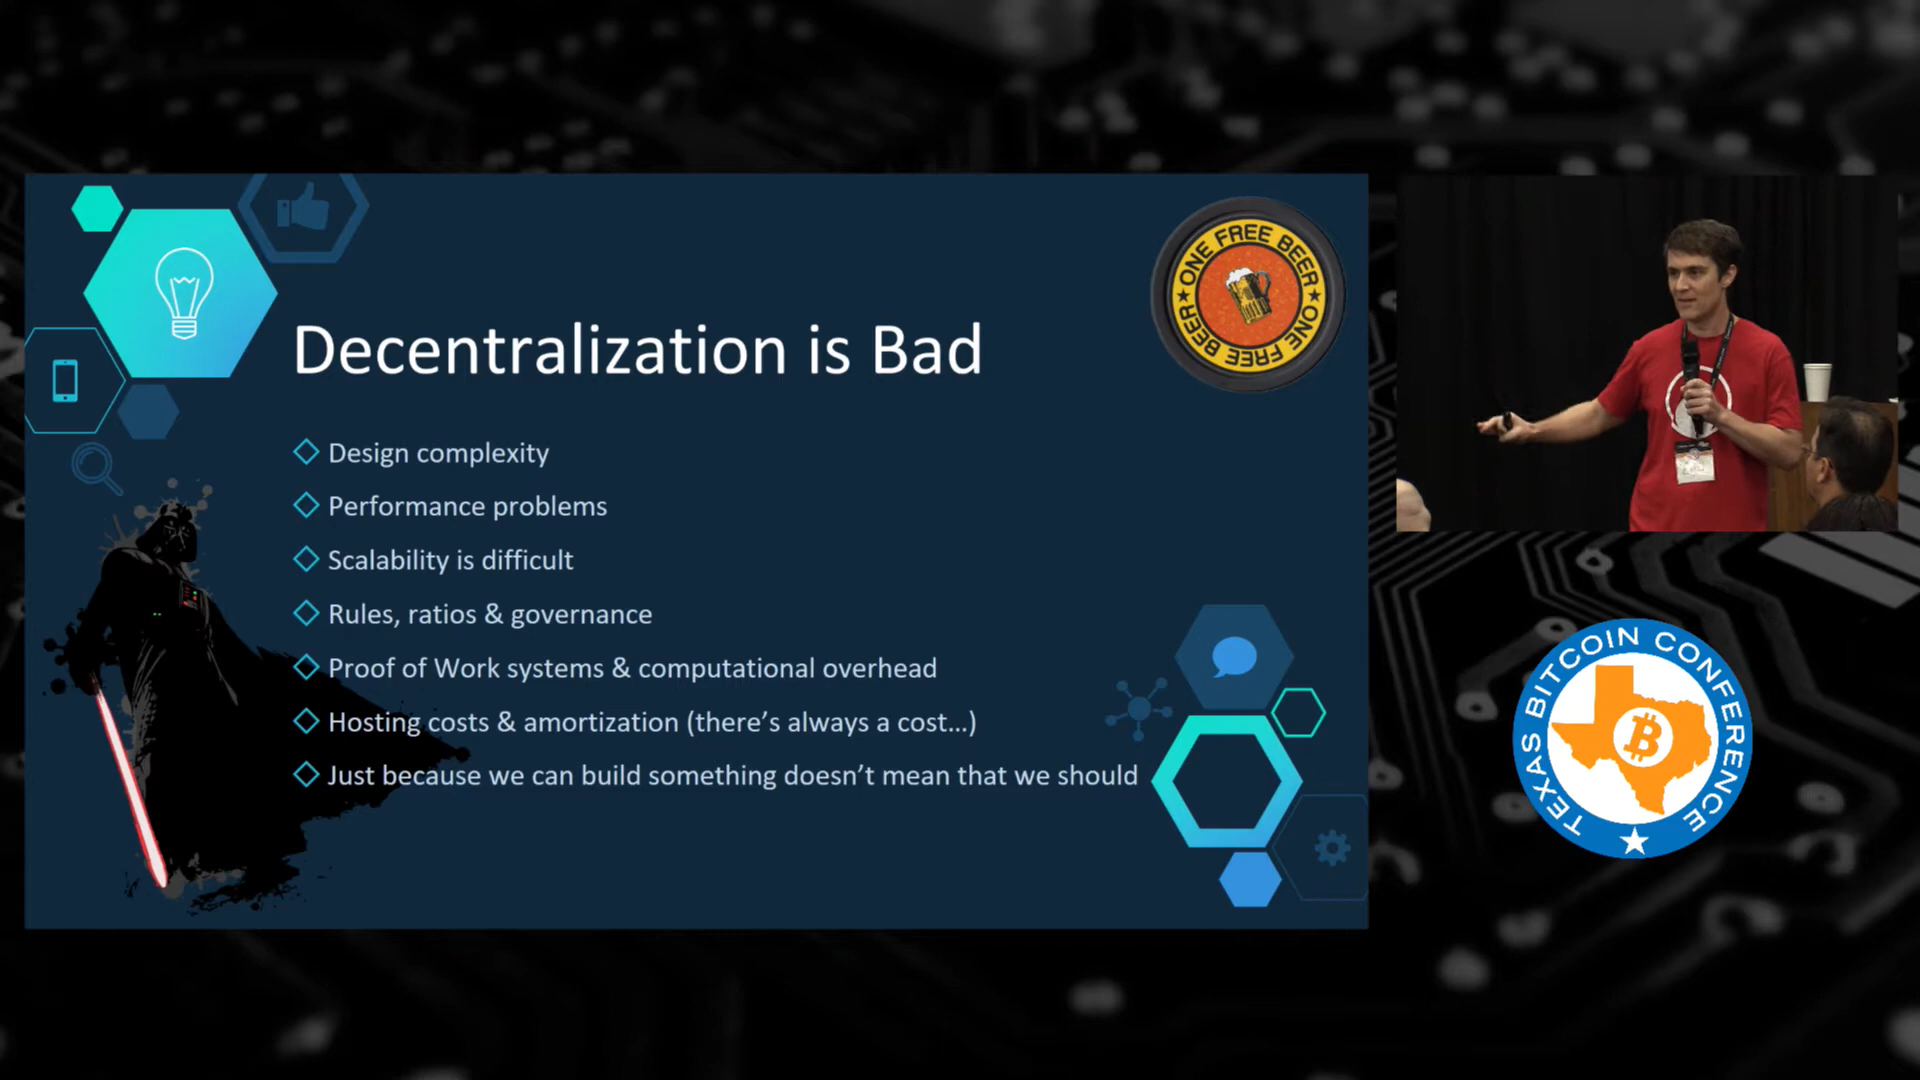 ONE FREE BEER ★ ONE FREE BEER ★
Decentralization is Bad
Design complexity
Performance problems
Scalability is difficult
Rules, ratios & governance
Proof of Work systems & computational overhead
Hosting costs & amortization (there’s always a cost...)
Just because we can build something doesn’t mean that we should
TEXAS BITCOIN CONFERENCE